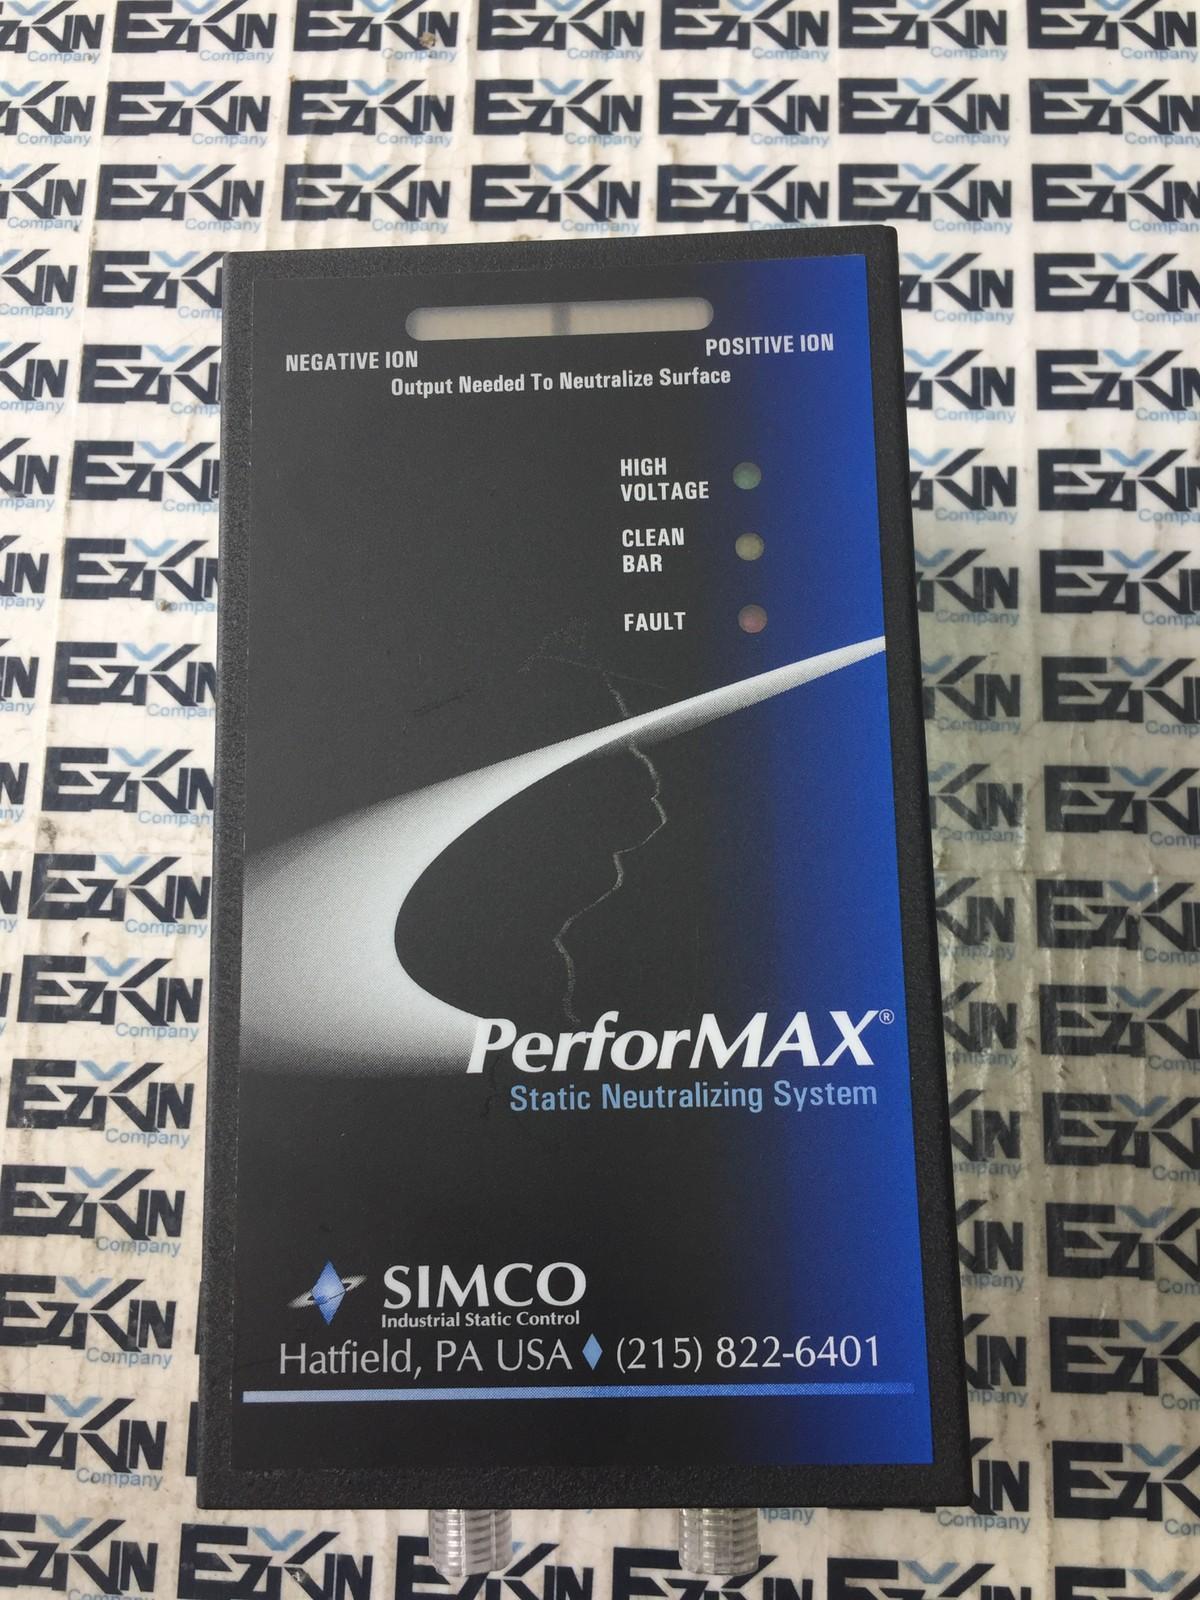 NEGATIVE ION
POSITIVE ION
Output Needed To Neutralize Surface
HIGH
VOLTAGE
CLEAN
BAR
FAULT
PerforMAX®
Static Neutralizing System
SIMCO
Industrial Static Control
Hatfield, PA USA (215) 822-6401